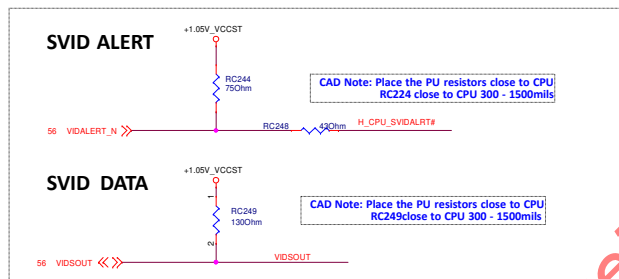 SVID ALERT
+1.05V_VCCST
RC244
75Ohm
CAD Note: Place the PU resistors close to CPU
RC224 close to CPU 300 - 1500mils
56 VIDALERT_N
RC248 42Ohm
H_CPU_SVIDALRT#
SVID DATA
+1.05V_VCCST
1
RC249
130Ohm
2
CAD Note: Place the PU resistors close to CPU
RC249close to CPU 300 - 1500mils
56 VIDSOUT
VIDSOUT